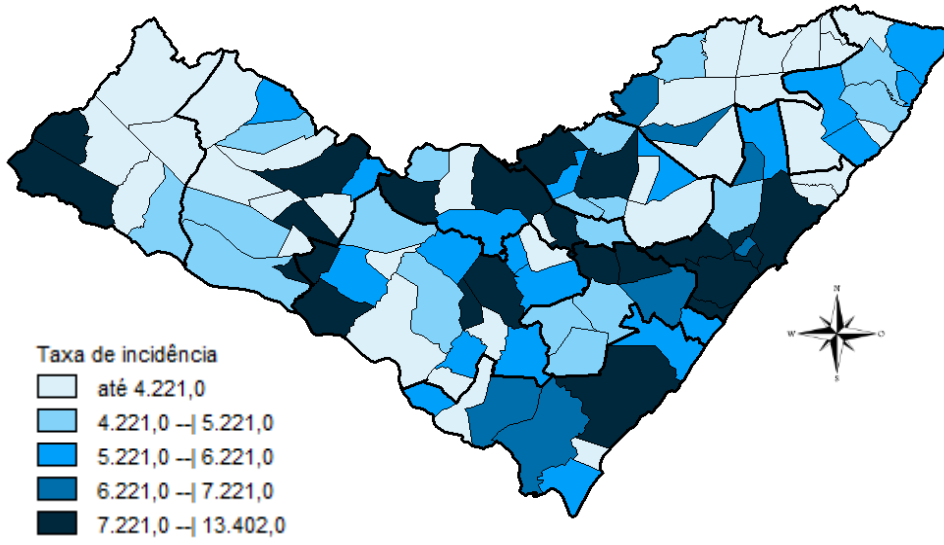 Taxa de incidência
até 4.221,0
4.221,0 --| 5.221,0
5.221,0 --| 6.221,0
6.221,0 --| 7.221,0
7.221,0 --| 13.402,0
N
W
O
S